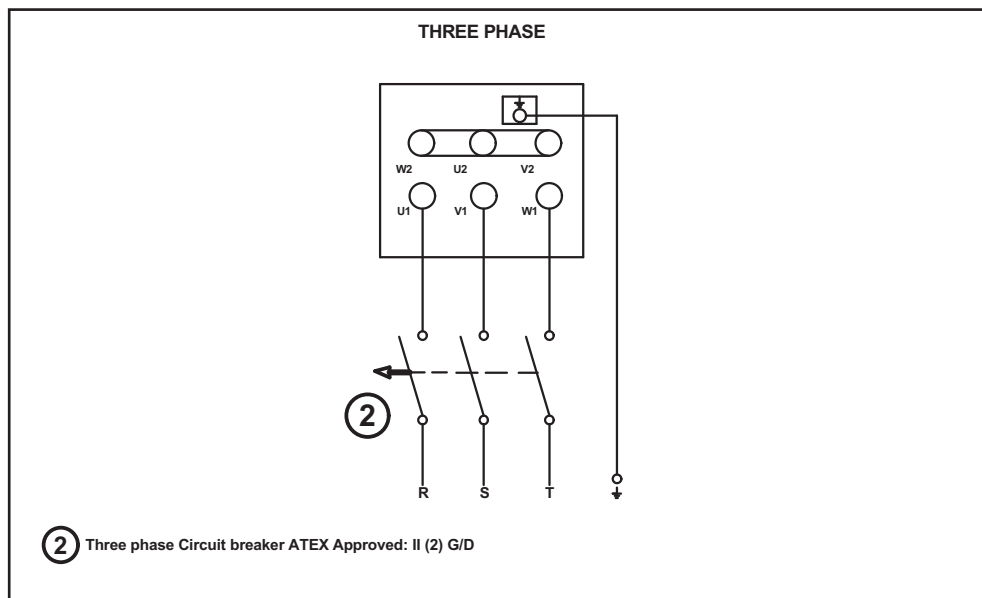 THREE PHASE
W2 U2 V2
U1 V1 W1
2
R S T
2 Three phase Circuit breaker ATEX Approved: II (2) G/D